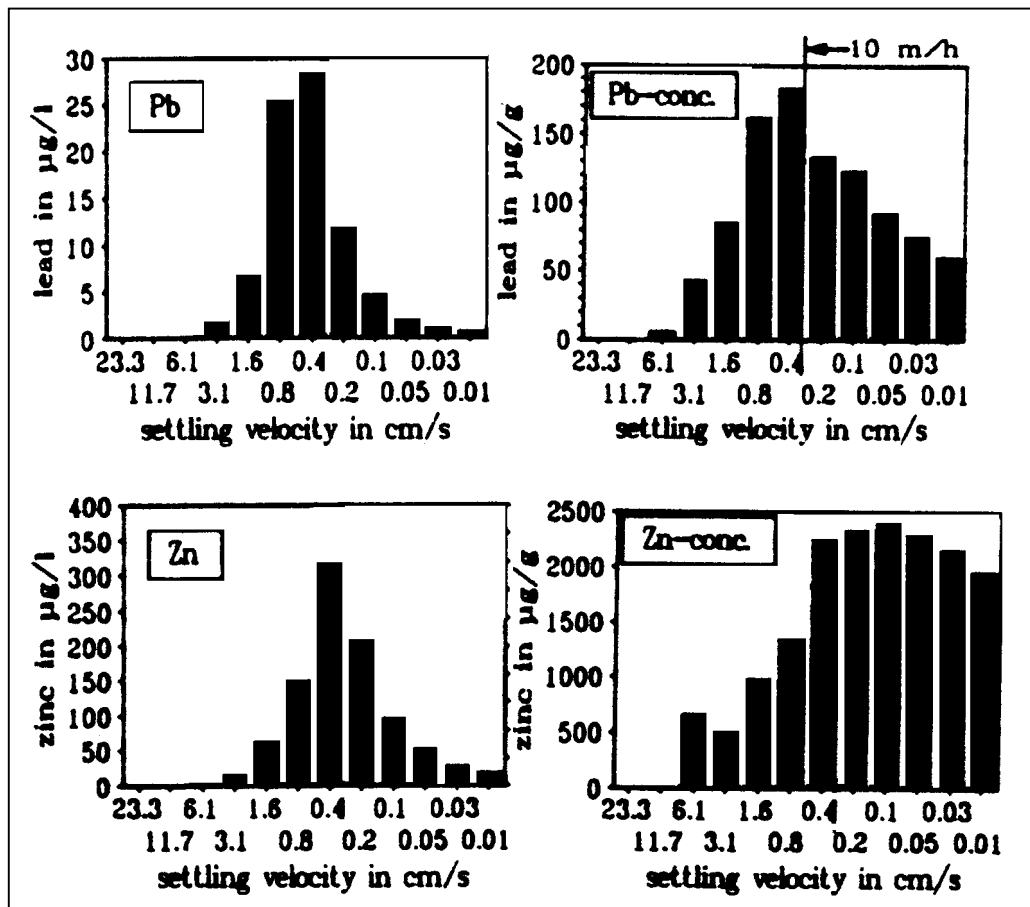 Pb
lead in µg/l
30
25
20
15
10
5
0
23.3 6.1 1.6 0.4 0.1 0.03
11.7 3.1 0.8 0.2 0.05 0.01
settling velocity in cm/s
10 m/h
Pb-conc.
lead in µg/g
200
150
100
50
0
23.3 6.1 1.6 0.4 0.1 0.03
11.7 3.1 0.8 0.2 0.05 0.01
settling velocity in cm/s
Zn
zinc in µg/l
400
350
300
250
200
150
100
50
0
23.3 6.1 1.6 0.4 0.1 0.03
11.7 3.1 0.8 0.2 0.05 0.01
settling velocity in cm/s
Zn-conc.
zinc in µg/g
2500
2000
1500
1000
500
0
23.3 6.1 1.6 0.4 0.1 0.03
11.7 3.1 0.8 0.2 0.05 0.01
settling velocity in cm/s